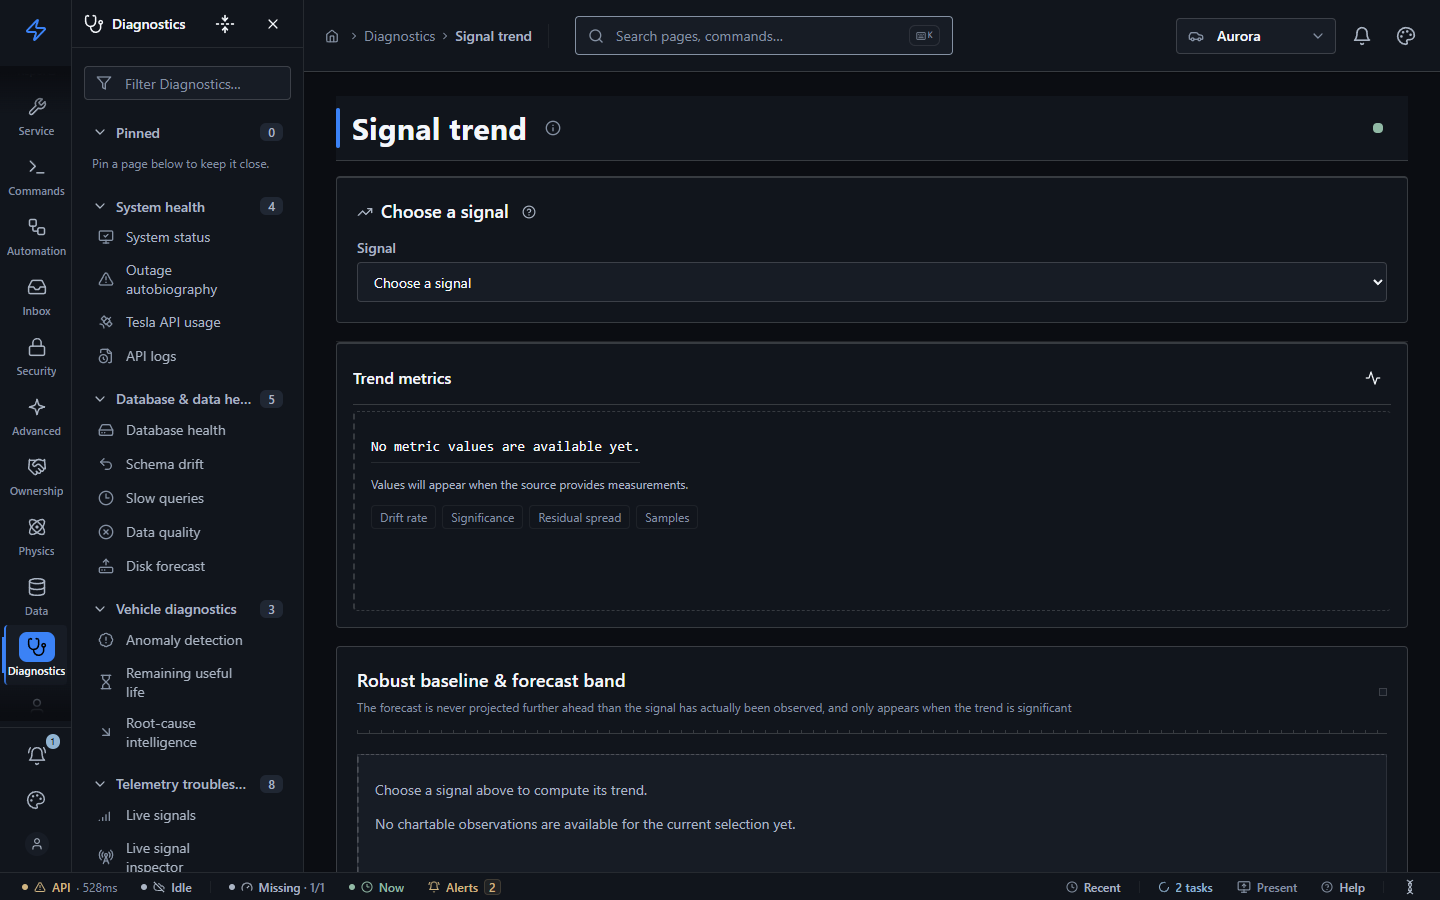 Diagnostics
Diagnostics
Signal trend
Search pages, commands...
K
Aurora
Service
Commands
Automation
Inbox
Security
Advanced
Ownership
Physics
Data
Diagnostics
1
Filter Diagnostics...
Pinned
0
Pin a page below to keep it close.
System health
4
System status
Outage
autobiography
Tesla API usage
API logs
Database & data he...
5
Database health
Schema drift
Slow queries
Data quality
Disk forecast
Vehicle diagnostics
3
Anomaly detection
Remaining useful
life
Root-cause
intelligence
Telemetry troubles...
8
Live signals
Live signal
inspector
Signal trend
Choose a signal
Signal
Choose a signal
Trend metrics
No metric values are available yet.
Values will appear when the source provides measurements.
Drift rate
Significance
Residual spread
Samples
Robust baseline & forecast band
The forecast is never projected further ahead than the signal has actually been observed, and only appears when the trend is significant
Choose a signal above to compute its trend.
No chartable observations are available for the current selection yet.
API · 528ms
Idle
Missing · 1/1
Now
Alerts 2
Recent
2 tasks
Present
Help